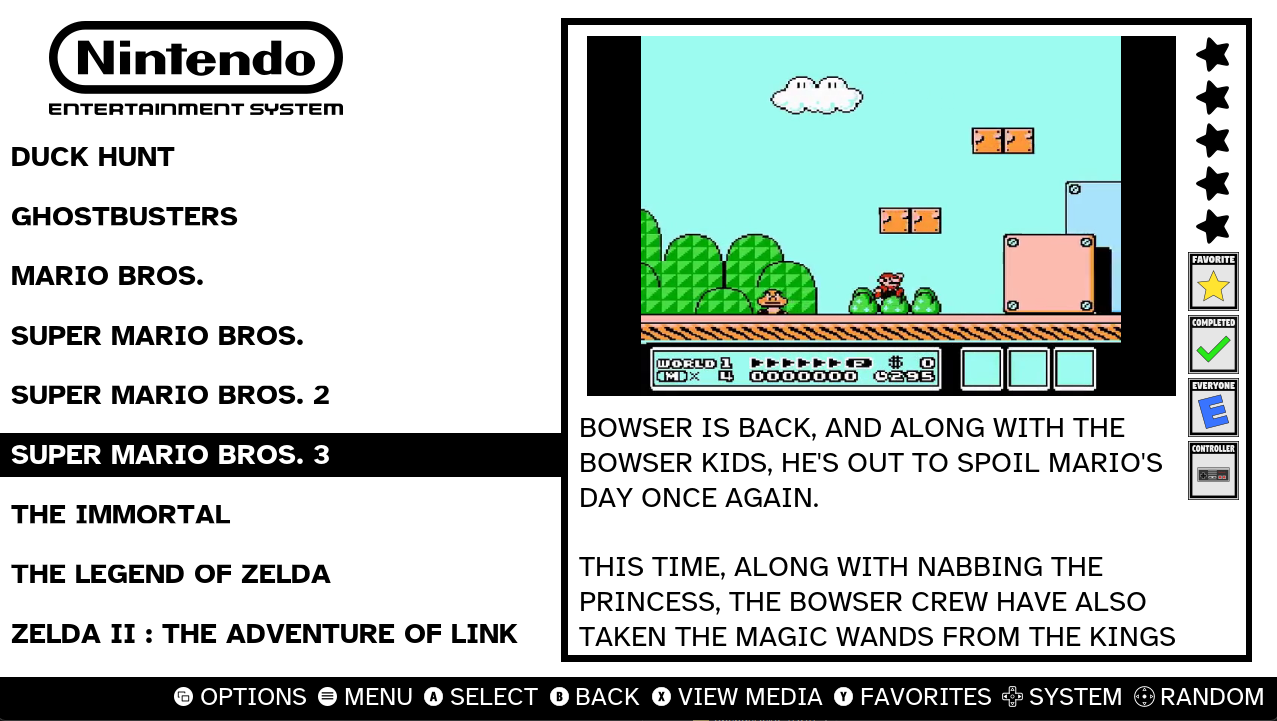 Nintendo
ENTERTAINMENT SYSTEM
DUCK HUNT
GHOSTBUSTERS
MARIO BROS.
SUPER MARIO BROS.
SUPER MARIO BROS. 2
SUPER MARIO BROS. 3
THE IMMORTAL
THE LEGEND OF ZELDA
ZELDA II : THE ADVENTURE OF LINK
WORLD 1 P $ 0
M x 4 0000000 295
FAVORITE
COMPLETED
EVERYONE
E
CONTROLLER
BOWSER IS BACK, AND ALONG WITH THE
BOWSER KIDS, HE'S OUT TO SPOIL MARIO'S
DAY ONCE AGAIN.
THIS TIME, ALONG WITH NABBING THE
PRINCESS, THE BOWSER CREW HAVE ALSO
TAKEN THE MAGIC WANDS FROM THE KINGS
OPTIONS MENU A SELECT B BACK X VIEW MEDIA Y FAVORITES SYSTEM RANDOM